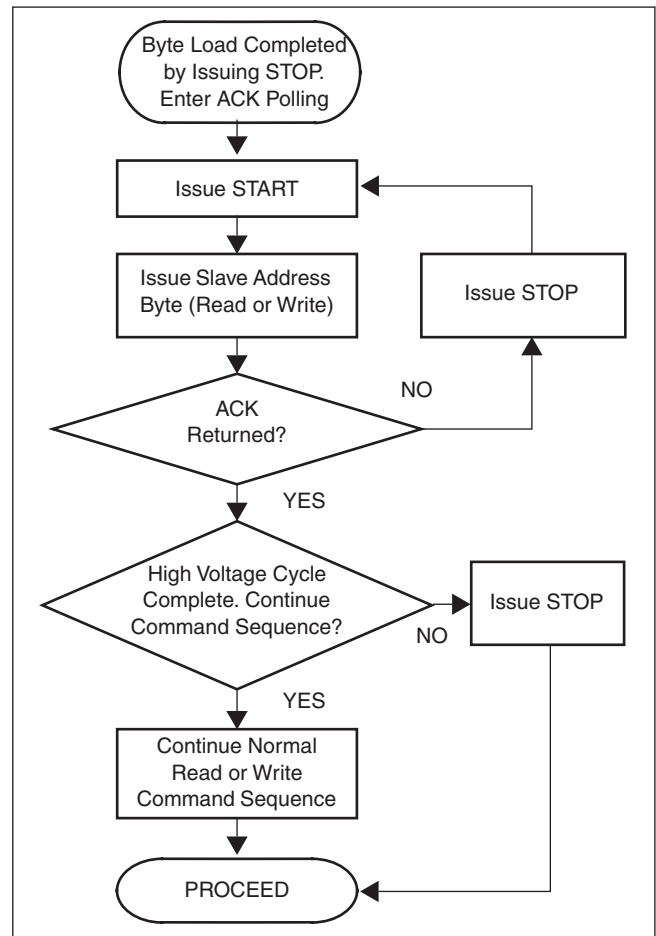 Byte Load Completed
by Issuing STOP.
Enter ACK Polling
Issue START
Issue Slave Address
Byte (Read or Write)
Issue STOP
ACK
Returned?
NO
YES
High Voltage Cycle
Complete. Continue
Command Sequence?
Issue STOP
NO
YES
Continue Normal
Read or Write
Command Sequence
PROCEED